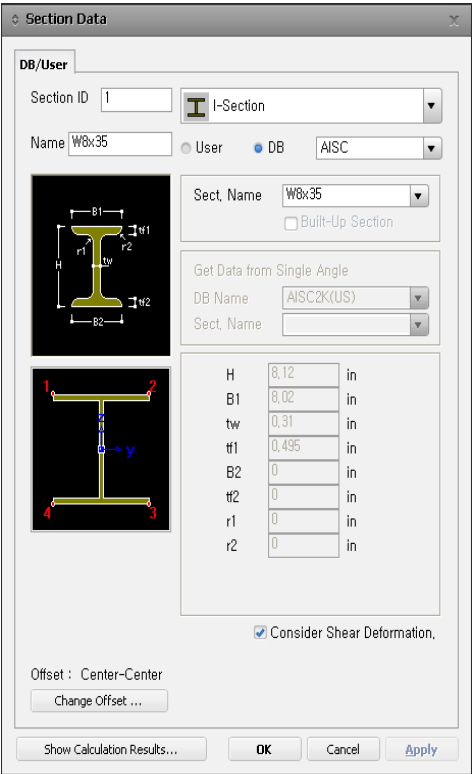 Section Data
DB/User
Section ID 1 I-Section
Name W8x35 User DB AISC
Sect, Name W8x35
Built-Up Section
Get Data from Single Angle
DB Name AISC2K(US)
Sect, Name
B1
tf1
r1 r2
H tw
tf2
B2
1 2
z
y
4 3
H 8,12 in
B1 8,02 in
tw 0,31 in
tf1 0,495 in
B2 0 in
tf2 0 in
r1 0 in
r2 0 in
Consider Shear Deformation,
Offset : Center-Center
Change Offset ...
Show Calculation Results... OK Cancel Apply